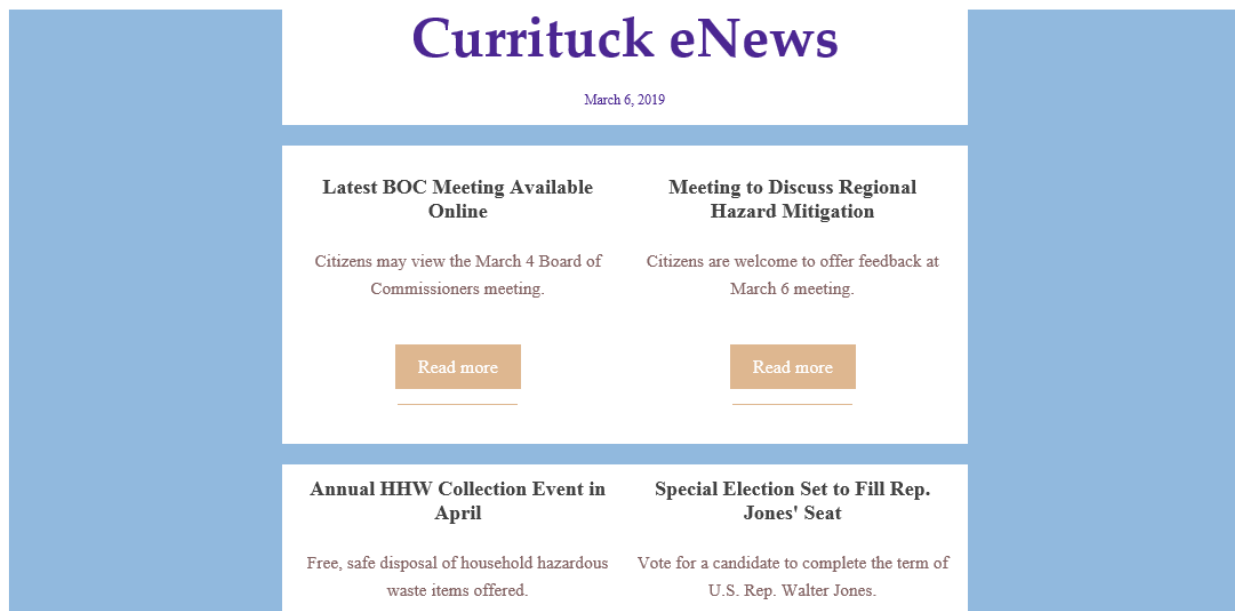 Currituck eNews
March 6, 2019
Latest BOC Meeting Available
Online
Citizens may view the March 4 Board of
Commissioners meeting.
Read more
Meeting to Discuss Regional
Hazard Mitigation
Citizens are welcome to offer feedback at
March 6 meeting.
Read more
Annual HHW Collection Event in
April
Free, safe disposal of household hazardous
waste items offered.
Special Election Set to Fill Rep.
Jones' Seat
Vote for a candidate to complete the term of
U.S. Rep. Walter Jones.